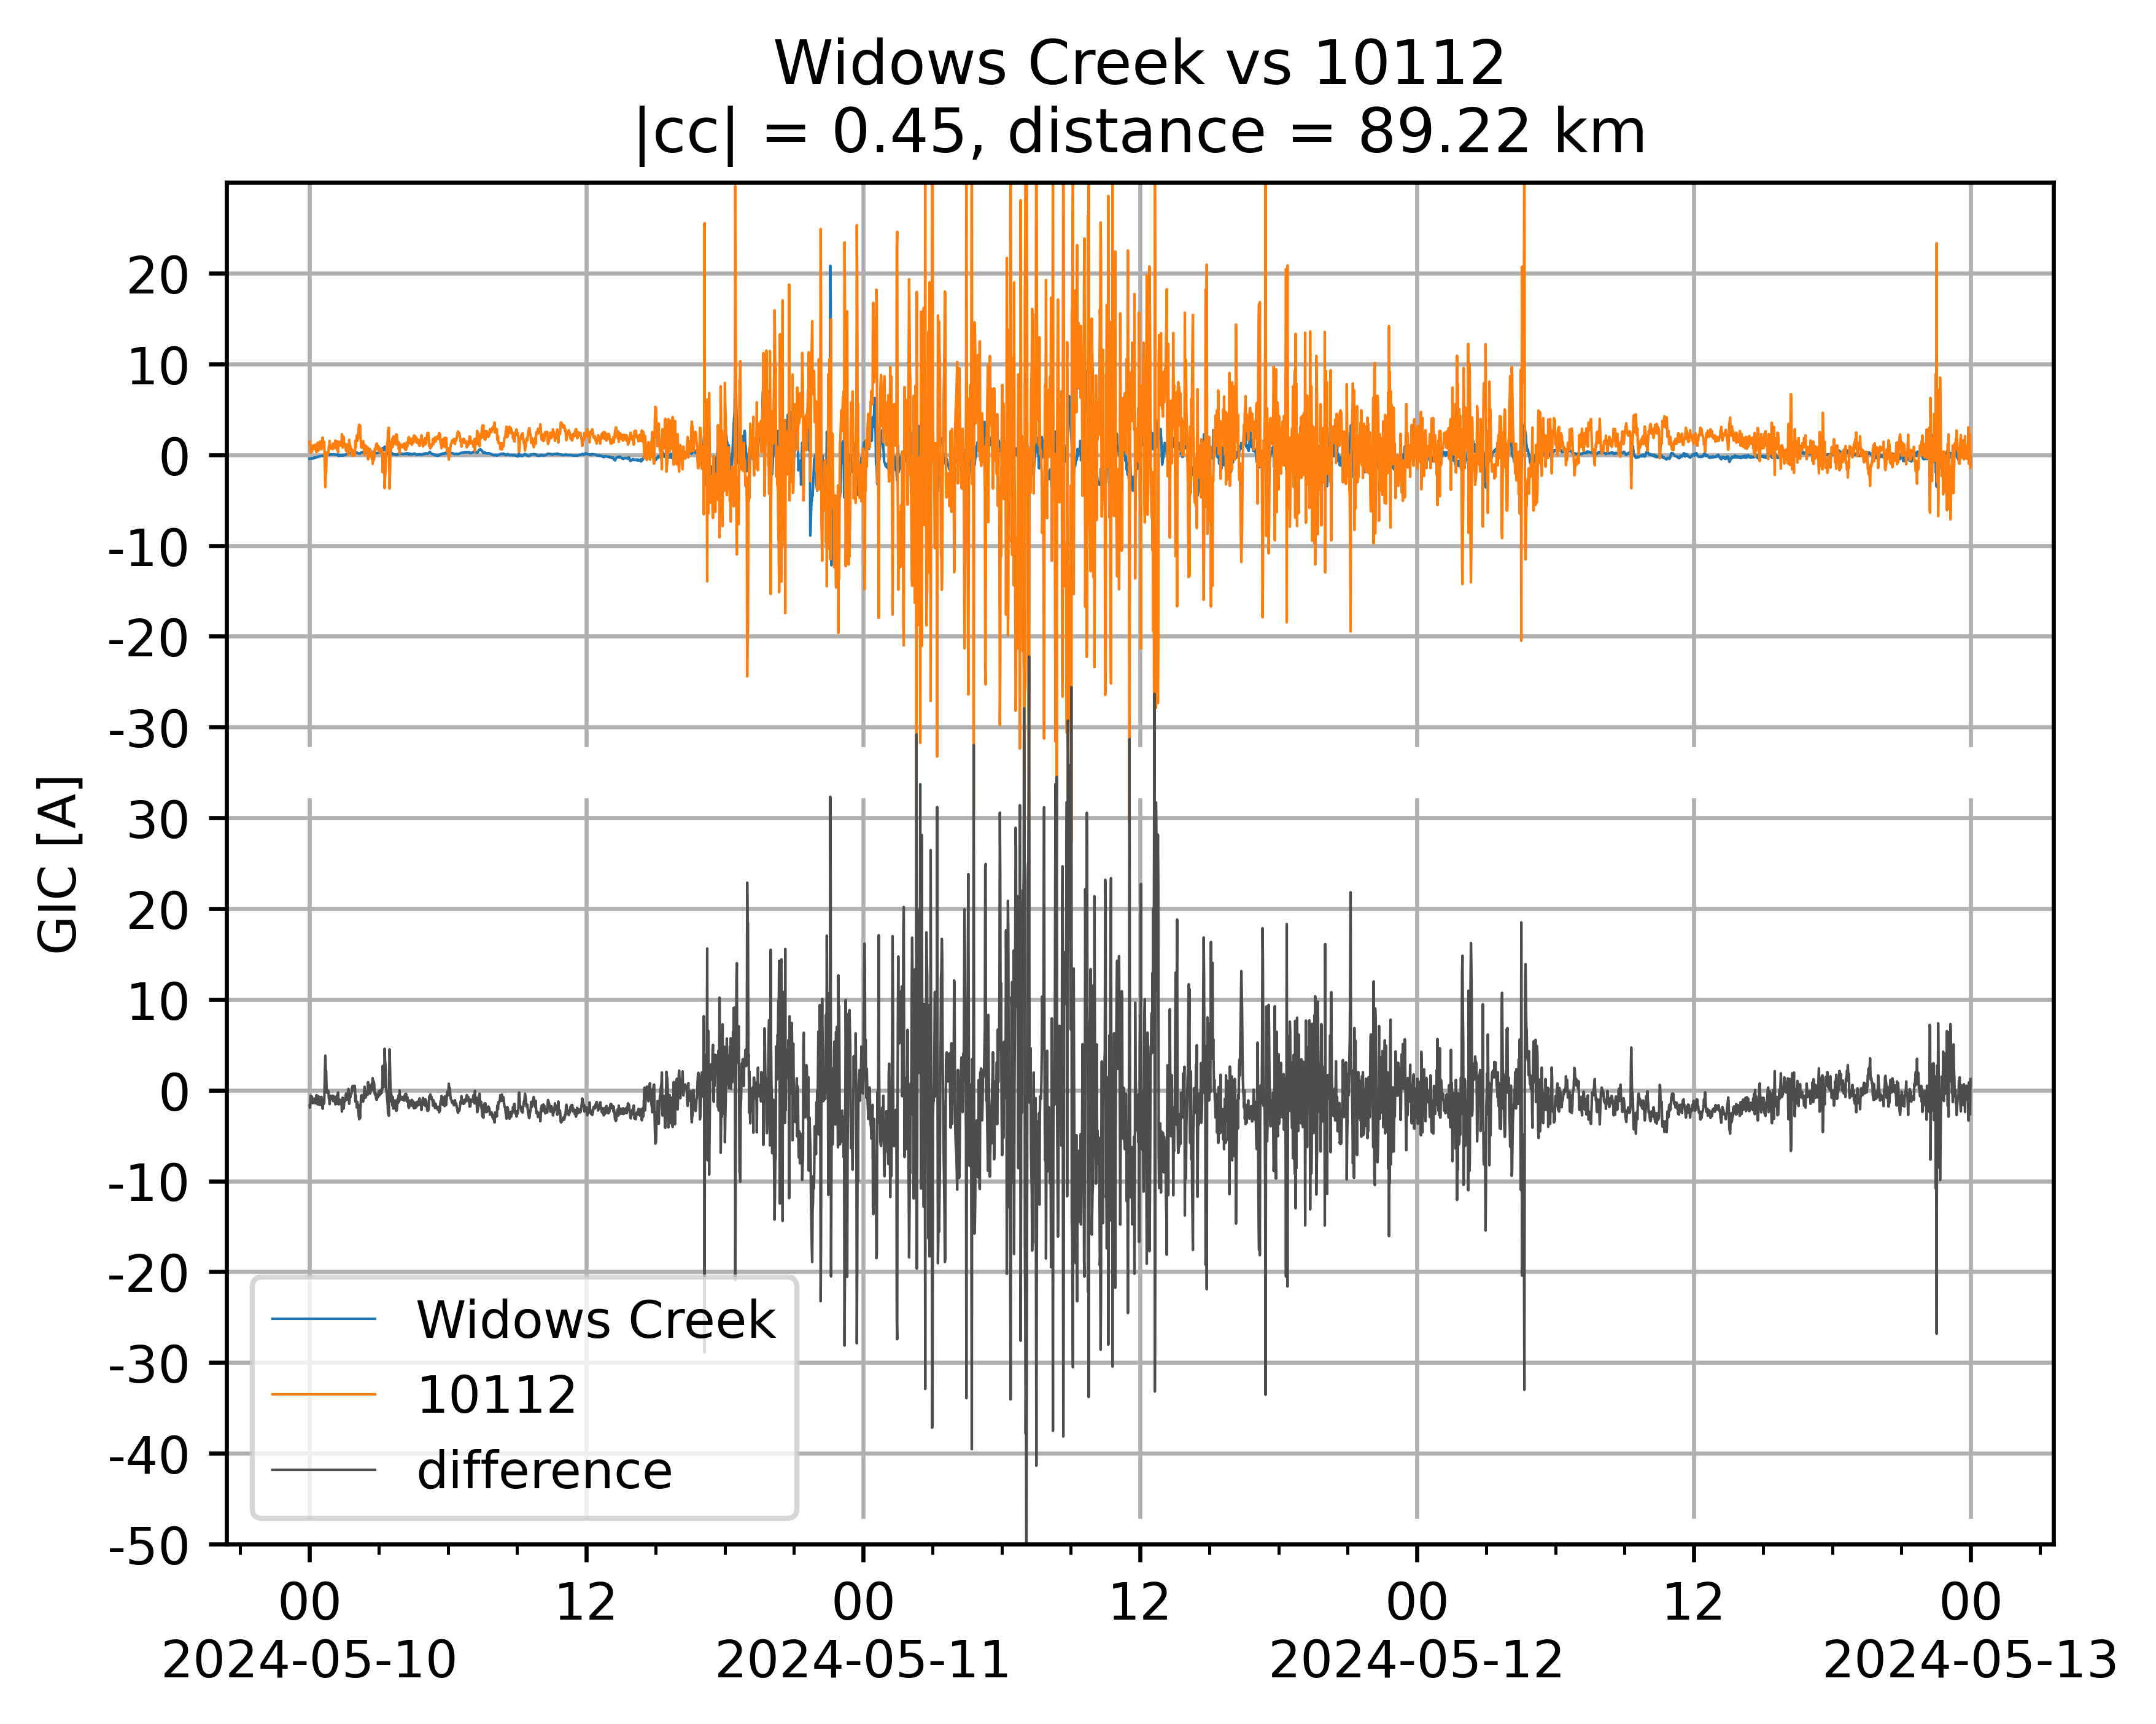 Widows Creek vs 10112
|cc| = 0.45, distance = 89.22 km
GIC [A]
20
10
0
-10
-20
-30
30
20
10
0
-10
-20
-30
-40
-50
Widows Creek
10112
difference
00 12 00 12 00 12 00
2024-05-10 2024-05-11 2024-05-12 2024-05-13